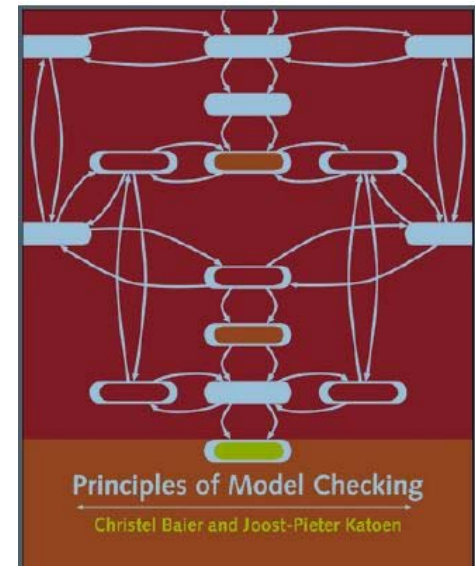 Principles of Model Checking
Christel Baier and Joost-Pieter Katoen